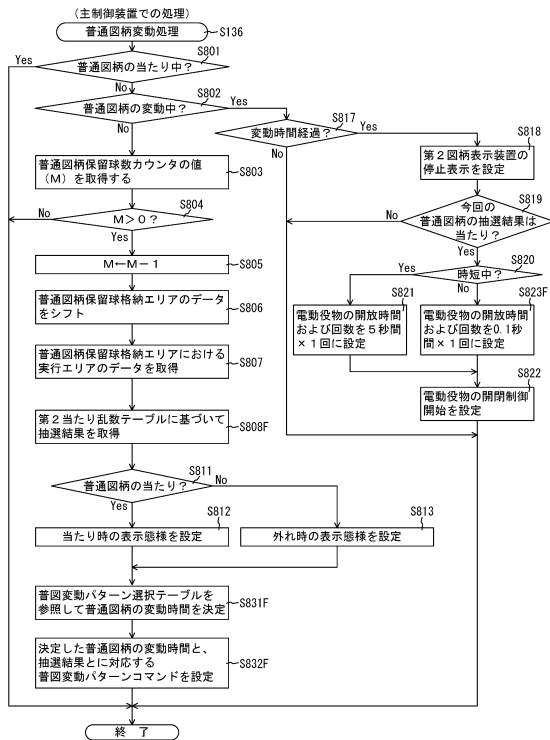 （主制御装置での処理）
普通図柄変動処理
S136
S801
普通図柄の当たり中？
Yes
No
S802
普通図柄の変動中？
Yes
No
S803
普通図柄保留球数カウンタの値
（M）を取得する
S804
M＞０？
No
Yes
M←M－１
S805
普通図柄保留球格納エリアのデータ
をシフト
S806
普通図柄保留球格納エリアにおける
実行エリアのデータを取得
S807
第２当たり乱数テーブルに基づいて
抽選結果を取得
S808F
S811
普通図柄の当たり？
No
Yes
S812
当たり時の表示態様を設定
S813
外れ時の表示態様を設定
普図変動パターン選択テーブルを
参照して普通図柄の変動時間を決定
S831F
決定した普通図柄の変動時間と、
抽選結果とに対応する
普図変動パターンコマンドを設定
S832F
終 了
S817
変動時間経過？
Yes
No
S818
第２図柄表示装置の
停止表示を設定
S819
今回の
普通図柄の抽選結果は
当たり？
No
Yes
S820
時短中？
Yes
No
S821
電動役物の開放時間
および回数を５秒間
×１回に設定
S823F
電動役物の開放時間
および回数を0.1秒
間×１回に設定
S822
電動役物の開閉制御
開始を設定